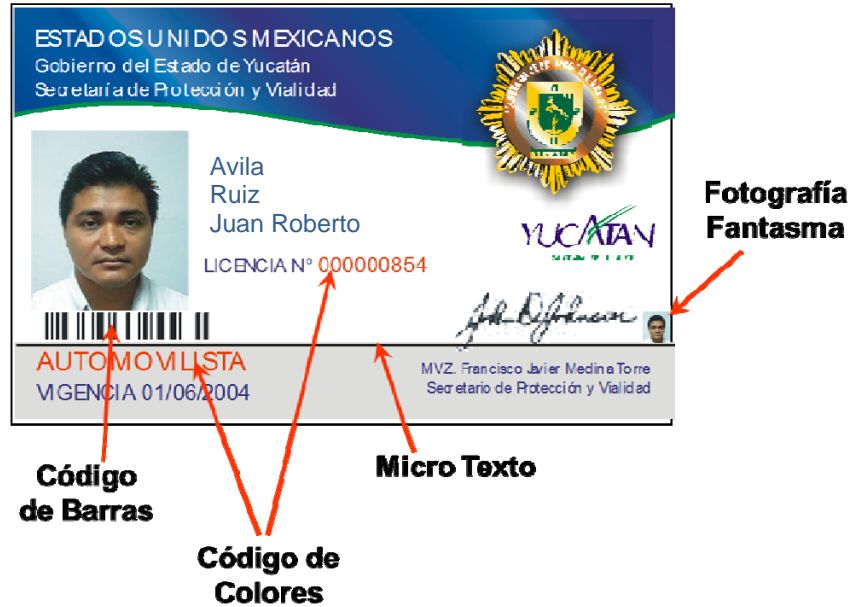 ESTADOS UNIDOS MEXICANOS
Gobierno del Estado de Yucatán
Secretaría de Protección y Vialidad
Avila
Ruiz
Juan Roberto
LICENCIA Nº 000000854
YUCATAN
AUTOMOVILISTA
VIGENCIA 01/06/2004
MVZ. Francisco Javier Medina Torre
Secretario de Protección y Vialidad
Fotografía
Fantasma
Micro Texto
Código
de Barras
Código de
Colores